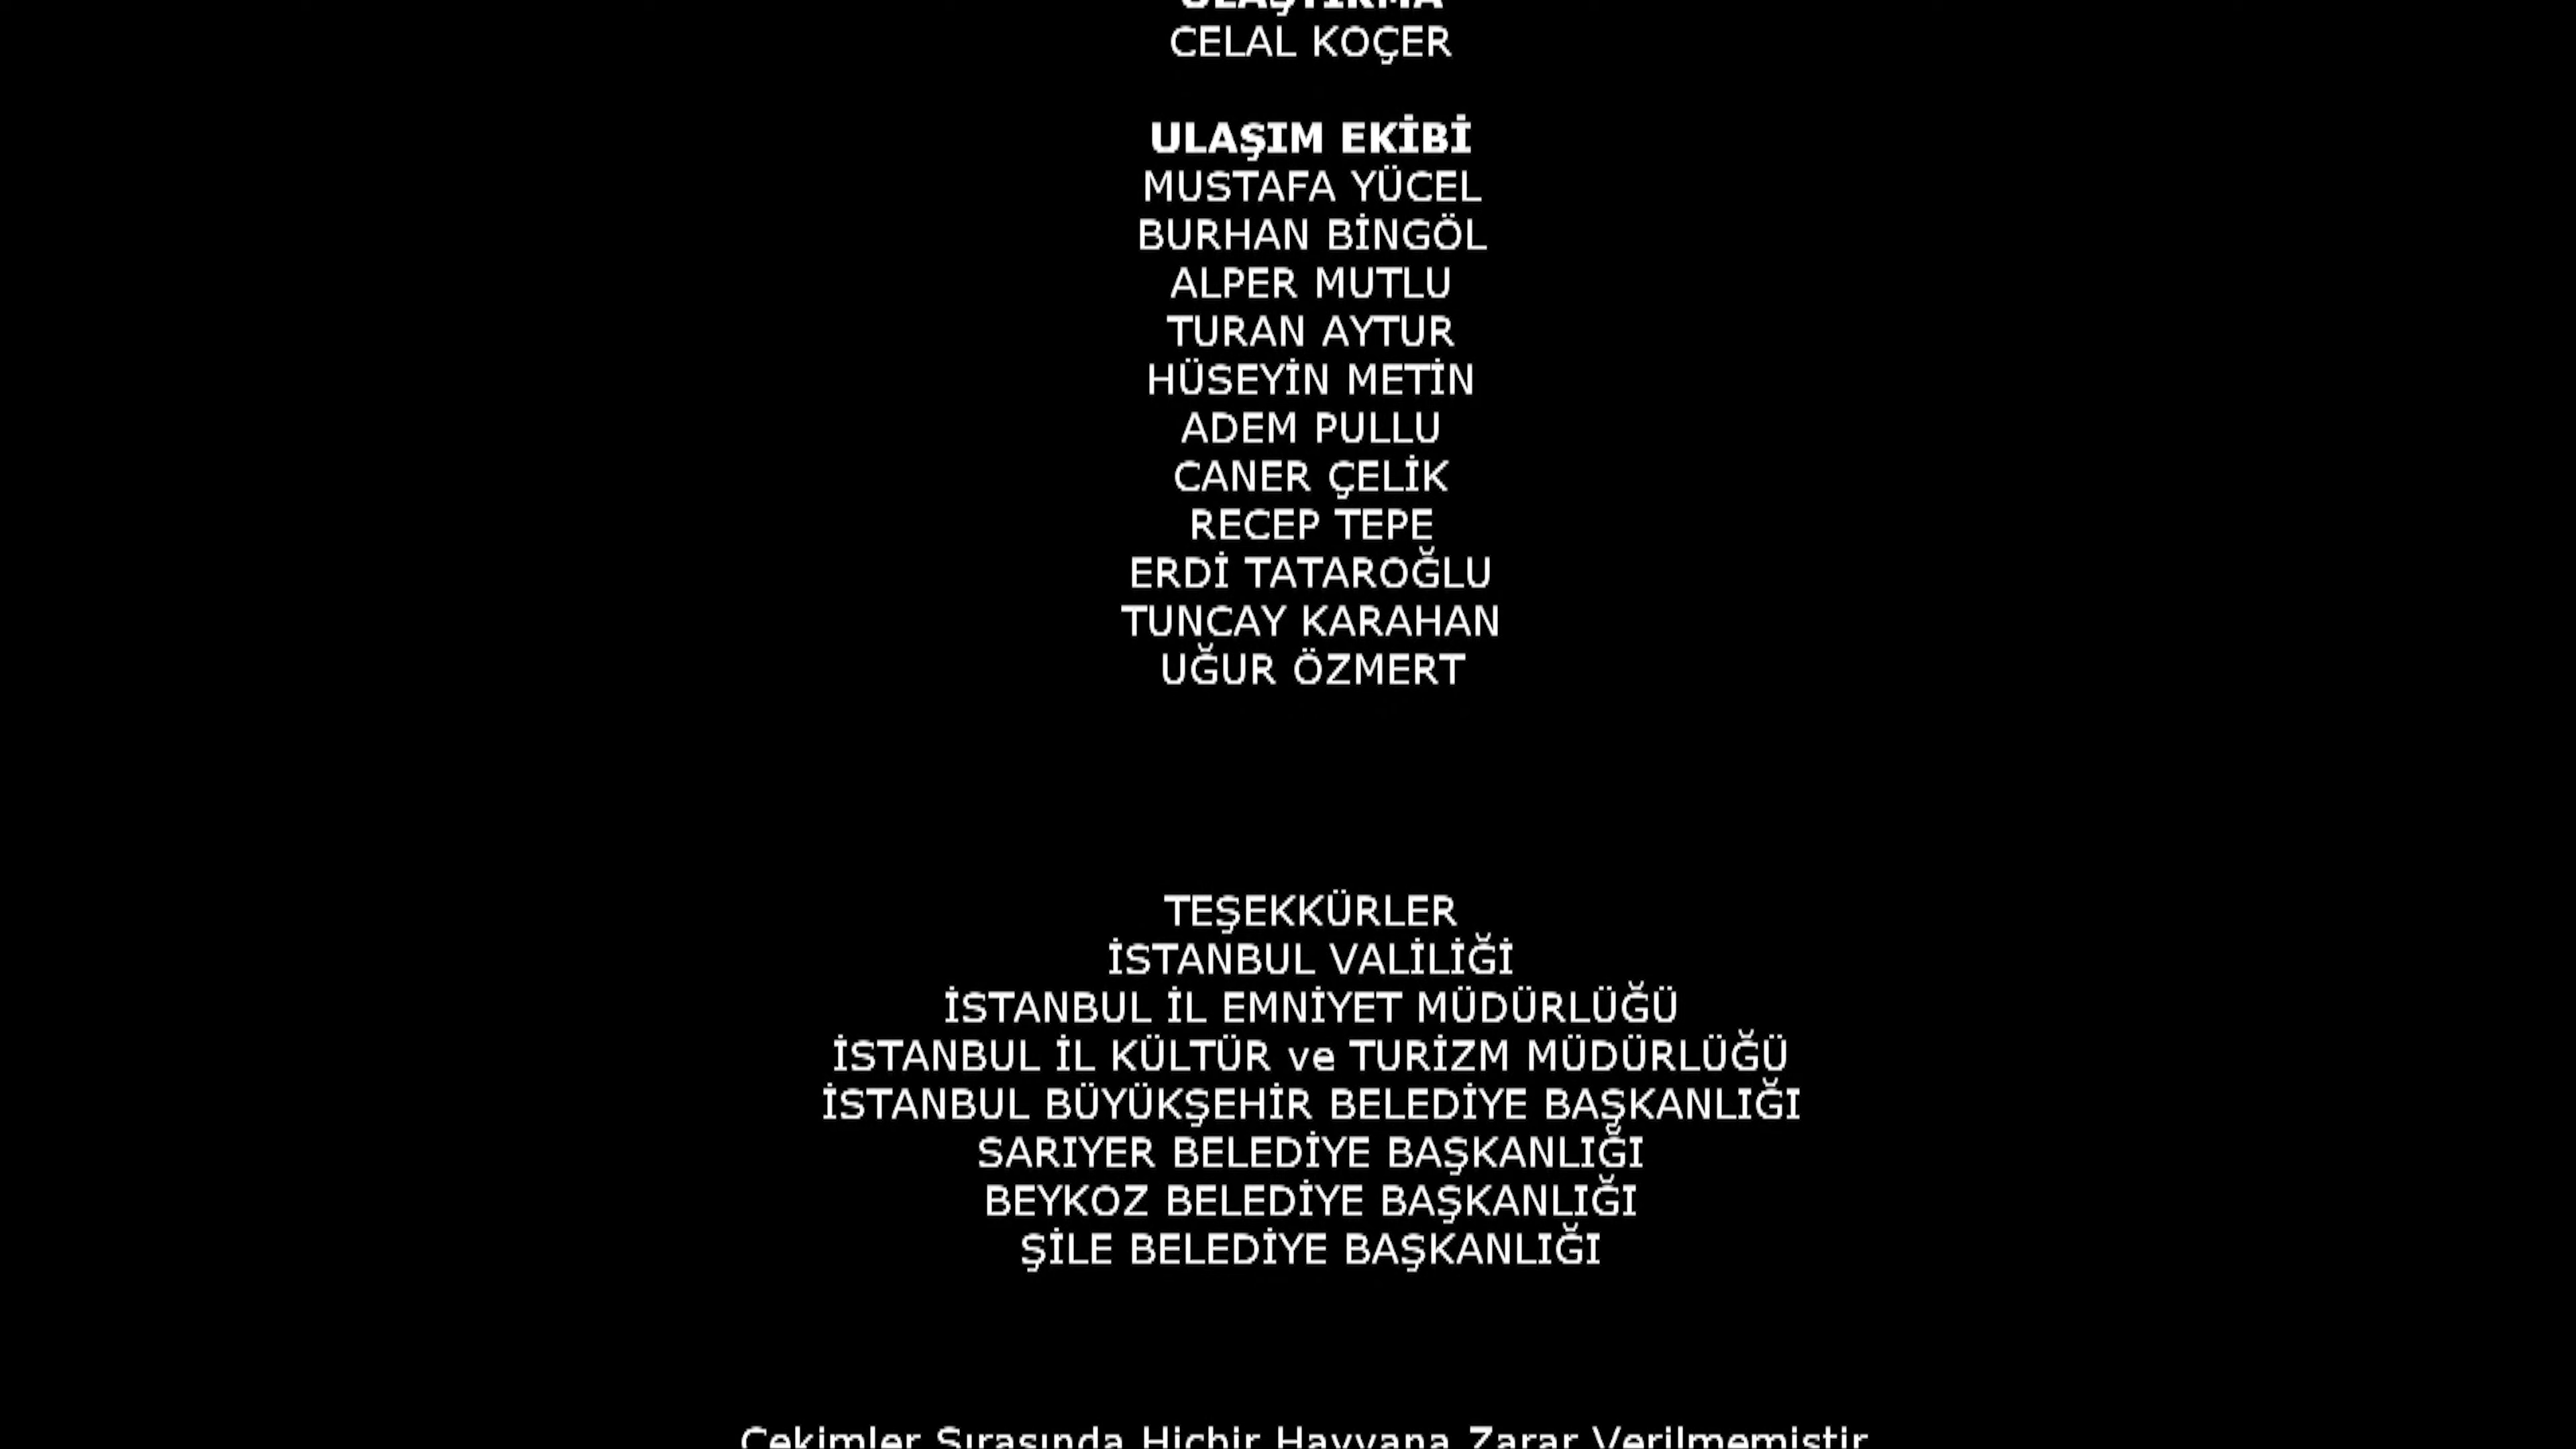 ULAŞTIRMA
CELAL KOÇER
ULAŞIM EKİBİ
MUSTAFA YÜCEL
BURHAN BİNGÖL
ALPER MUTLU
TURAN AYTUR
HÜSEYİN METİN
ADEM PULLU
CANER ÇELİK
RECEP TEPE
ERDİ TATAROĞLU
TUNCAY KARAHAN
UĞUR ÖZMERT
TEŞEKKÜRLER
İSTANBUL VALİLİĞİ
İSTANBUL İL EMNİYET MÜDÜRLÜĞÜ
İSTANBUL İL KÜLTÜR ve TURİZM MÜDÜRLÜĞÜ
İSTANBUL BÜYÜKŞEHİR BELEDİYE BAŞKANLIĞI
SARIYER BELEDİYE BAŞKANLIĞI
BEYKOZ BELEDİYE BAŞKANLIĞI
ŞİLE BELEDİYE BAŞKANLIĞI
Çekimler Sırasında Hiçbir Hayvana Zarar Verilmemiştir